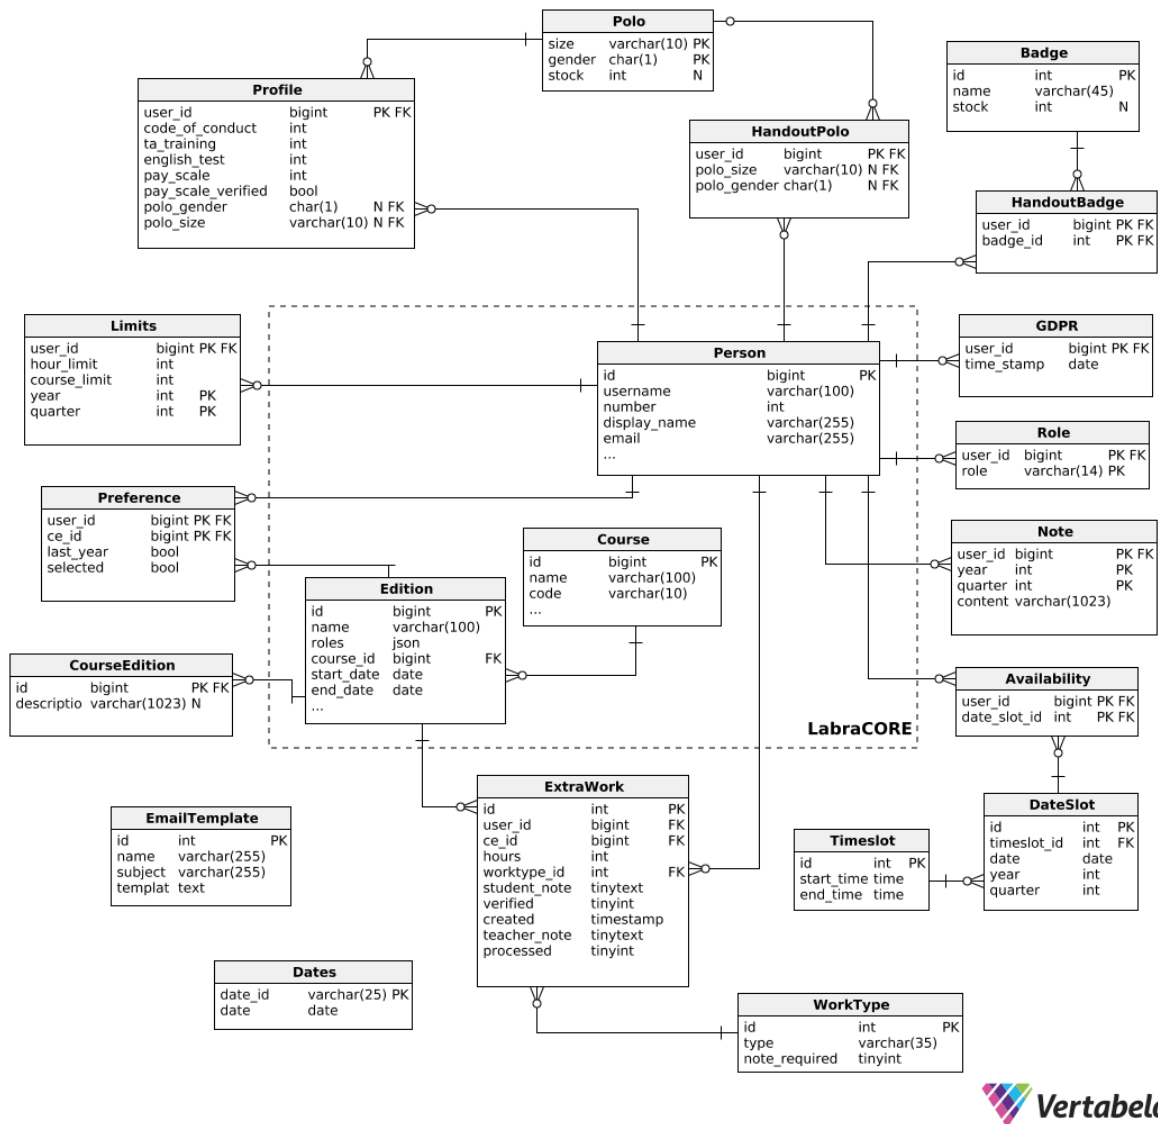 Polo
size varchar(10) PK
gender char(1) PK
stock int N
Badge
id int PK
name varchar(45)
stock int N
Profile
user_id bigint PK FK
code_of_conduct int
ta_training int
english_test int
pay_scale int
pay_scale_verified bool
polo_gender char(1) N FK
polo_size varchar(10) N FK
HandoutPolo
user_id bigint PK FK
polo_size varchar(10) N FK
polo_gender char(1) N FK
HandoutBadge
user_id bigint PK FK
badge_id int PK FK
Limits
user_id bigint PK FK
hour_limit int
course_limit int
year int PK
quarter int PK
Person
id bigint PK
username varchar(100)
number int
display_name varchar(255)
email varchar(255)
...
GDPR
user_id bigint PK FK
time_stamp date
Role
user_id bigint PK FK
role varchar(14) PK
Preference
user_id bigint PK FK
ce_id bigint PK FK
last_year bool
selected bool
Course
id bigint PK
name varchar(100)
code varchar(10)
...
Note
user_id bigint PK FK
year int PK
quarter int PK
content varchar(1023)
Edition
id bigint PK
name varchar(100)
roles json
course_id bigint FK
start_date date
end_date date
...
CourseEdition
id bigint PK FK
descriptio varchar(1023) N
Availability
user_id bigint PK FK
date_slot_id int PK FK
LabraCORE
ExtraWork
id int PK
user_id bigint FK
ce_id bigint FK
hours int
worktype_id int FK
student_note tinytext
verified tinyint
created timestamp
teacher_note tinytext
processed tinyint
EmailTemplate
id int PK
name varchar(255)
subject varchar(255)
templat text
Timeslot
id int PK
start_time time
end_time time
DateSlot
id int PK
timeslot_id int FK
date date
year int
quarter int
Dates
date_id varchar(25) PK
date date
WorkType
id int PK
type varchar(35)
note_required tinyint
Vertabelo